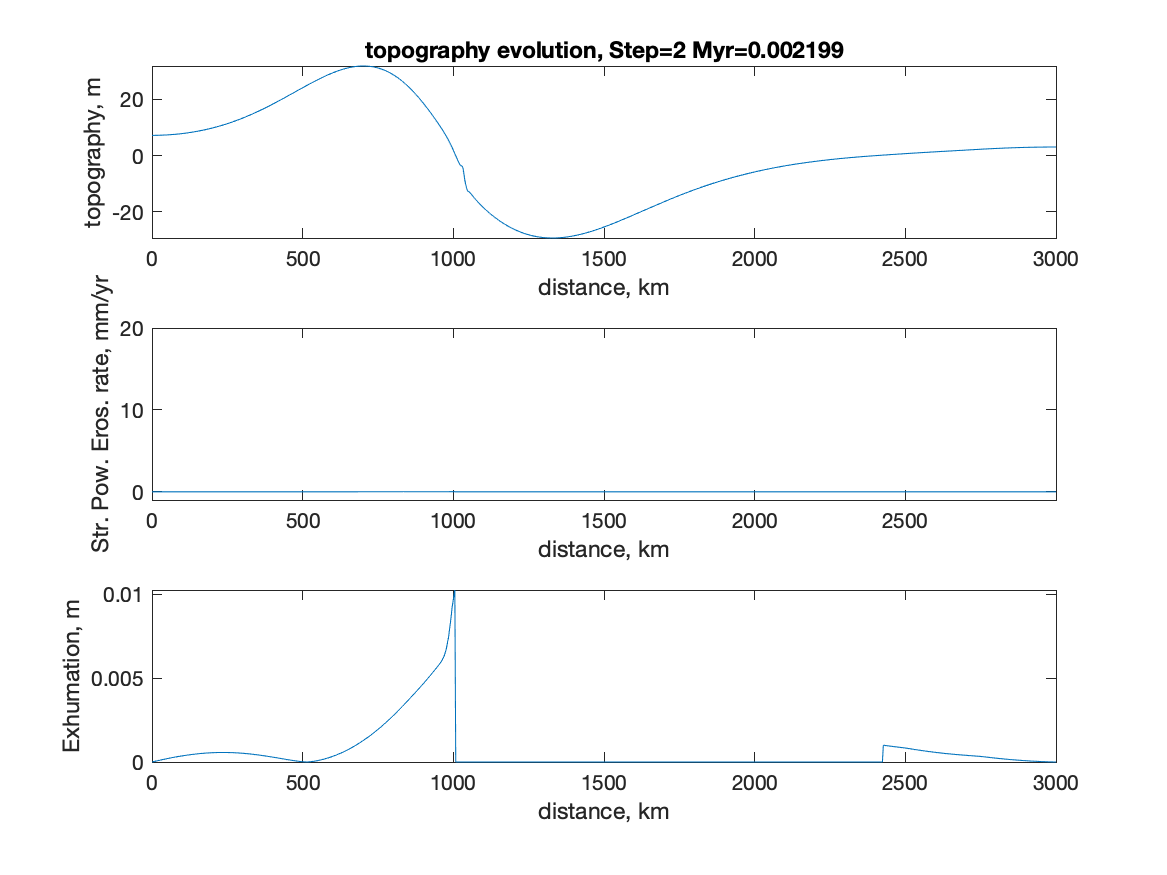 topography evolution, Step=2 Myr=0.002199
topography, m
20
0
-20
0 500 1000 1500 2000 2500 3000
distance, km
Str. Pow. Eros. rate, mm/yr
20
10
0
0 500 1000 1500 2000 2500
distance, km
Exhumation, m
0.01
0.005
0
0 500 1000 1500 2000 2500 3000
distance, km